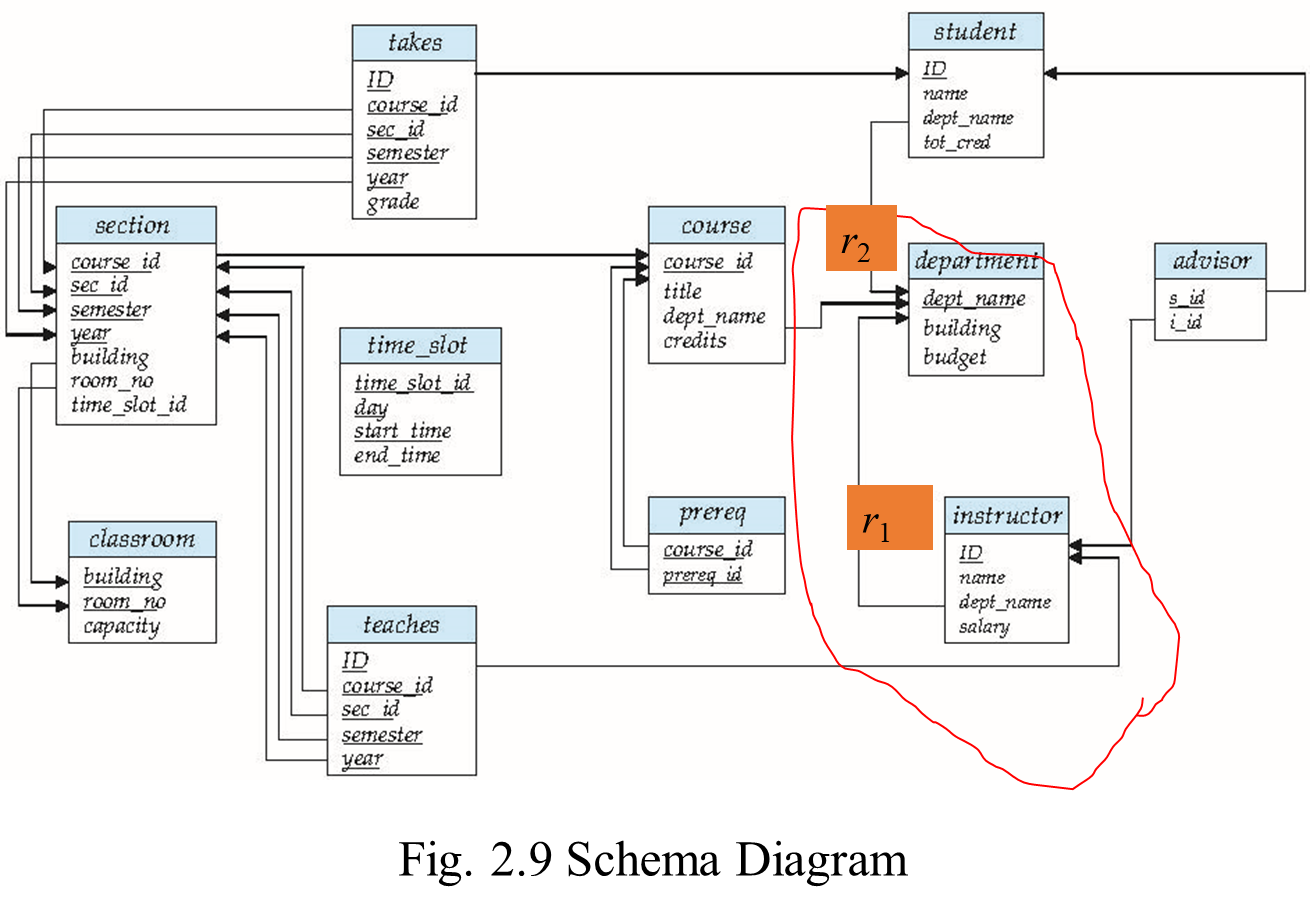 takes
ID
course_id
sec_id
semester
year
grade
student
ID
name
dept_name
tot_cred
section
course_id
sec_id
semester
year
building
room_no
time_slot_id
course
course_id
title
dept_name
credits
r2
department
dept_name
building
budget
advisor
s_id
i_id
time_slot
time_slot_id
day
start_time
end_time
prereq
course_id
prereq_id
r1
instructor
ID
name
dept_name
salary
classroom
building
room_no
capacity
teaches
ID
course_id
sec_id
semester
year
Fig. 2.9 Schema Diagram